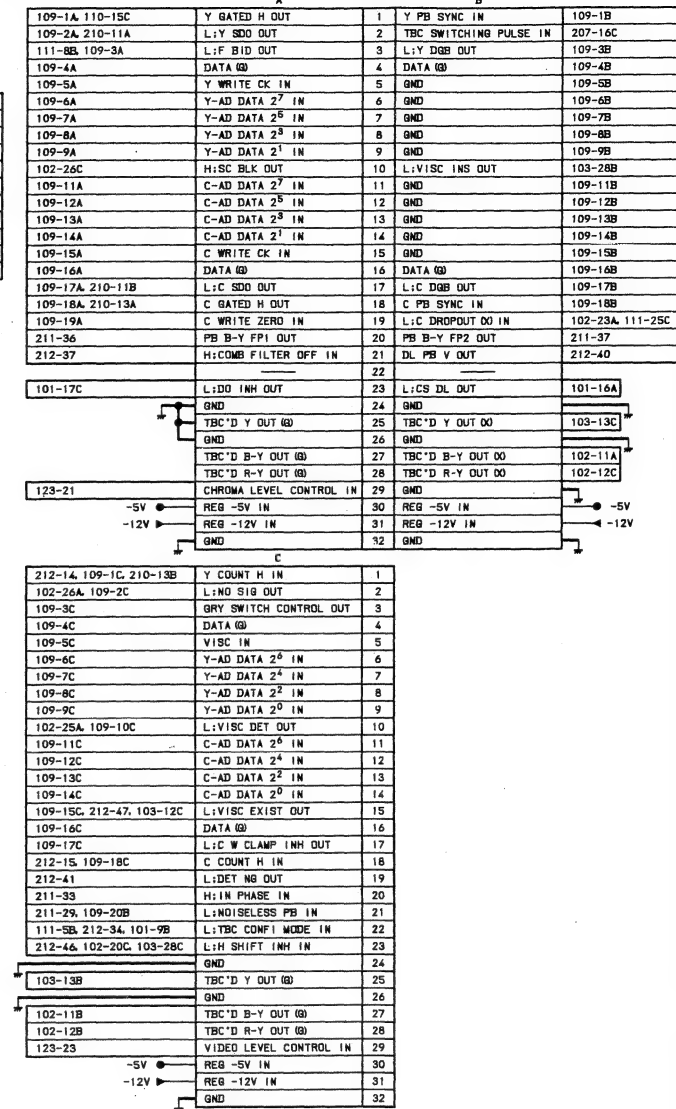 A B
109-1A, 110-15C Y GATED H OUT 1 Y PB SYNC IN 109-1B
109-2A, 210-11A L:Y SDO OUT 2 TBC SWITCHING PULSE IN 207-16C
111-8B, 109-3A L:F BID OUT 3 L:Y DGB OUT 109-3B
109-4A DATA (G) 4 DATA (G) 109-4B
109-5A Y WRITE CK IN 5 GND 109-5B
109-6A Y-AD DATA 2⁷ IN 6 GND 109-6B
109-7A Y-AD DATA 2⁵ IN 7 GND 109-7B
109-8A Y-AD DATA 2³ IN 8 GND 109-8B
109-9A Y-AD DATA 2¹ IN 9 GND 109-9B
102-26C H:SC BLK OUT 10 L:VISC INS OUT 103-28B
109-11A C-AD DATA 2⁷ IN 11 GND 109-11B
109-12A C-AD DATA 2⁵ IN 12 GND 109-12B
109-13A C-AD DATA 2³ IN 13 GND 109-13B
109-14A C-AD DATA 2¹ IN 14 GND 109-14B
109-15A C WRITE CK IN 15 GND 109-15B
109-16A DATA (G) 16 DATA (G) 109-16B
109-17A, 210-11B L:C SDO OUT 17 L:C DGB OUT 109-17B
109-18A, 210-13A C GATED H OUT 18 C PB SYNC IN 109-18B
109-19A C WRITE ZERO IN 19 L:C DROPOUT (X) IN 102-23A, 111-25C
211-36 PB B-Y FP1 OUT 20 PB B-Y FP2 OUT 211-37
212-37 H:COMB FILTER OFF IN 21 DL PB V OUT 212-40
22
101-17C L:DO INH OUT 23 L:CS DL OUT 101-16A
GND 24 GND
TBC'D Y OUT (G) 25 TBC'D Y OUT (X) 103-13C
GND 26 GND
TBC'D B-Y OUT (G) 27 TBC'D B-Y OUT (X) 102-11A
TBC'D R-Y OUT (G) 28 TBC'D R-Y OUT (X) 102-12C
123-21 CHROMA LEVEL CONTROL IN 29 GND
-5V REG -5V IN 30 REG -5V IN -5V
-12V REG -12V IN 31 REG -12V IN -12V
GND 32 GND
C
212-14, 109-1C, 210-13B Y COUNT H IN 1
102-26A, 109-2C L:NO SIG OUT 2
109-3C GRY SWITCH CONTROL OUT 3
109-4C DATA (G) 4
109-5C VISC IN 5
109-6C Y-AD DATA 2⁶ IN 6
109-7C Y-AD DATA 2⁴ IN 7
109-8C Y-AD DATA 2² IN 8
109-9C Y-AD DATA 2⁰ IN 9
102-25A, 109-10C L:VISC DET OUT 10
109-11C C-AD DATA 2⁶ IN 11
109-12C C-AD DATA 2⁴ IN 12
109-13C C-AD DATA 2² IN 13
109-14C C-AD DATA 2⁰ IN 14
109-15C, 212-47, 103-12C L:VISC EXIST OUT 15
109-16C DATA (G) 16
109-17C L:C W CLAMP INH OUT 17
212-15, 109-18C C COUNT H IN 18
212-41 L:DET NG OUT 19
211-33 H:IN PHASE IN 20
211-29, 109-20B L:NOISELESS PB IN 21
111-5B, 212-34, 101-9B L:TBC CONFI MODE IN 22
212-46, 102-20C, 103-28C L:H SHIFT INH IN 23
GND 24
103-13B TBC'D Y OUT (G) 25
GND 26
102-11B TBC'D B-Y OUT (G) 27
102-12B TBC'D R-Y OUT (G) 28
123-23 VIDEO LEVEL CONTROL IN 29
-5V REG -5V IN 30
-12V REG -12V IN 31
GND 32